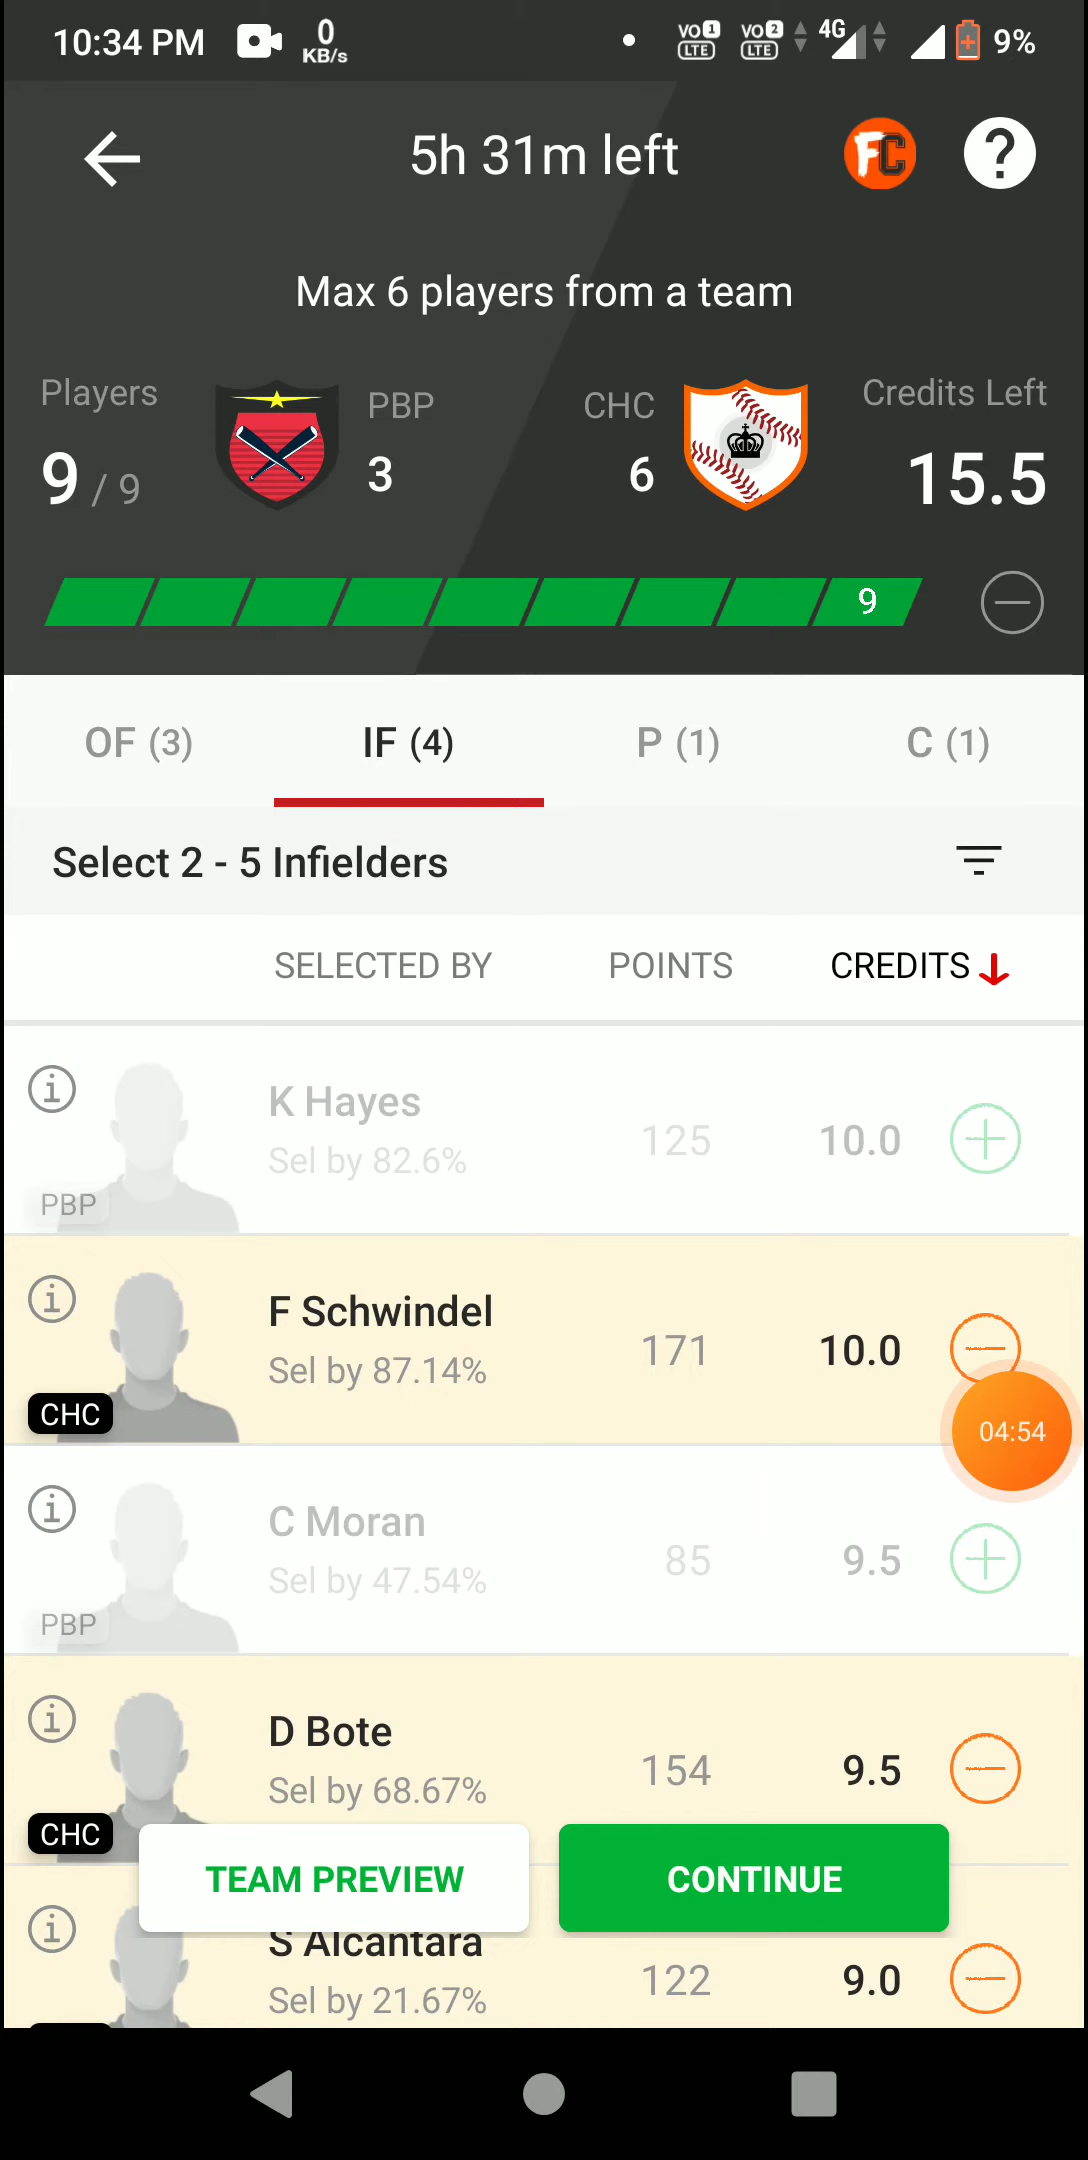 10:34 PM 0 KB/s VO 1 LTE VO 2 LTE 4G 9%
5h 31m left FC ?
Max 6 players from a team
Players PBP CHC Credits Left
9 / 9 3 6 15.5
9
OF (3) IF (4) P (1) C (1)
Select 2 - 5 Infielders
SELECTED BY POINTS CREDITS
K Hayes
Sel by 82.6% 125 10.0
PBP
F Schwindel
Sel by 87.14% 171 10.0
CHC
04:54
C Moran
Sel by 47.54% 85 9.5
PBP
D Bote
Sel by 68.67% 154 9.5
CHC
TEAM PREVIEW CONTINUE
S Alcantara
Sel by 21.67% 122 9.0